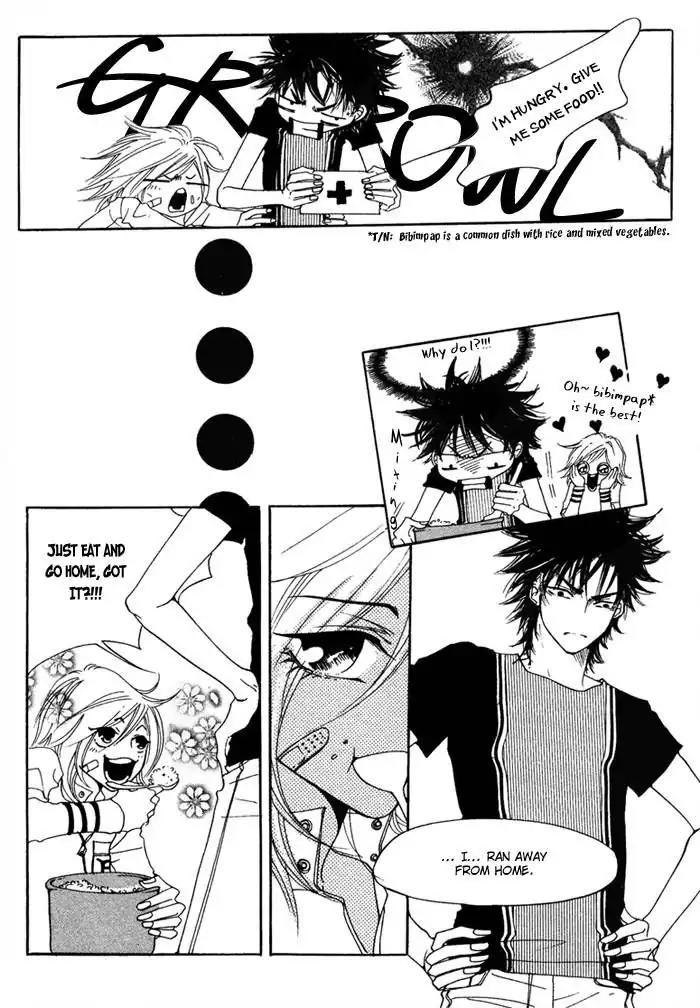 GRRROWL
I'M HUNGRY. GIVE
ME SOME FOOD!!
*T/N: Bibimpap is a common dish with rice and mixed vegetables.
Why do I?!!!
Oh~ bibimpap*
is the best!
Mixing
JUST EAT AND
GO HOME, GOT
IT?!!!
... I... RAN AWAY
FROM HOME.